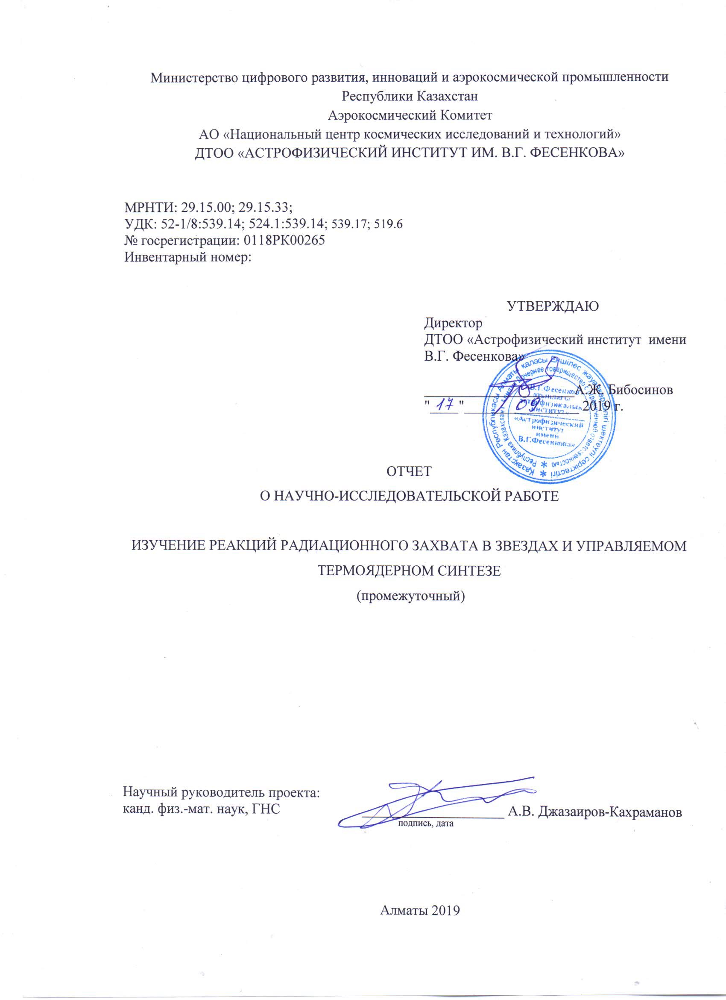 Министерство цифрового развития, инноваций и аэрокосмической промышленности
Республики Казахстан
Аэрокосмический Комитет
АО «Национальный центр космических исследований и технологий»
ДТОО «АСТРОФИЗИЧЕСКИЙ ИНСТИТУТ ИМ. В.Г. ФЕСЕНКОВА»
МРНТИ: 29.15.00; 29.15.33;
УДК: 52-1/8:539.14; 524.1:539.14; 539.17; 519.6
№ госрегистрации: 0118РК00265
Инвентарный номер:
УТВЕРЖДАЮ
Директор
ДТОО «Астрофизический институт имени
В.Г. Фесенкова»
А.Ж. Бибосинов
"17" 09 2019 г.
Қазақстан Республикасы Алматы қаласы Еншілес жауапкершілігі шектеулі серіктестігі
Республика Казахстан г. Алматы Дочернее товарищество с ограниченной ответственностью
«В.Г.Фесенков
атындағы
астрофизикалық
институт»
«Астрофизический
институт
имени
В.Г.Фесенкова»
ОТЧЕТ
О НАУЧНО-ИССЛЕДОВАТЕЛЬСКОЙ РАБОТЕ
ИЗУЧЕНИЕ РЕАКЦИЙ РАДИАЦИОННОГО ЗАХВАТА В ЗВЕЗДАХ И УПРАВЛЯЕМОМ
ТЕРМОЯДЕРНОМ СИНТЕЗЕ
(промежуточный)
Научный руководитель проекта:
канд. физ.-мат. наук, ГНС
А.В. Джазаиров-Кахраманов
подпись, дата
Алматы 2019